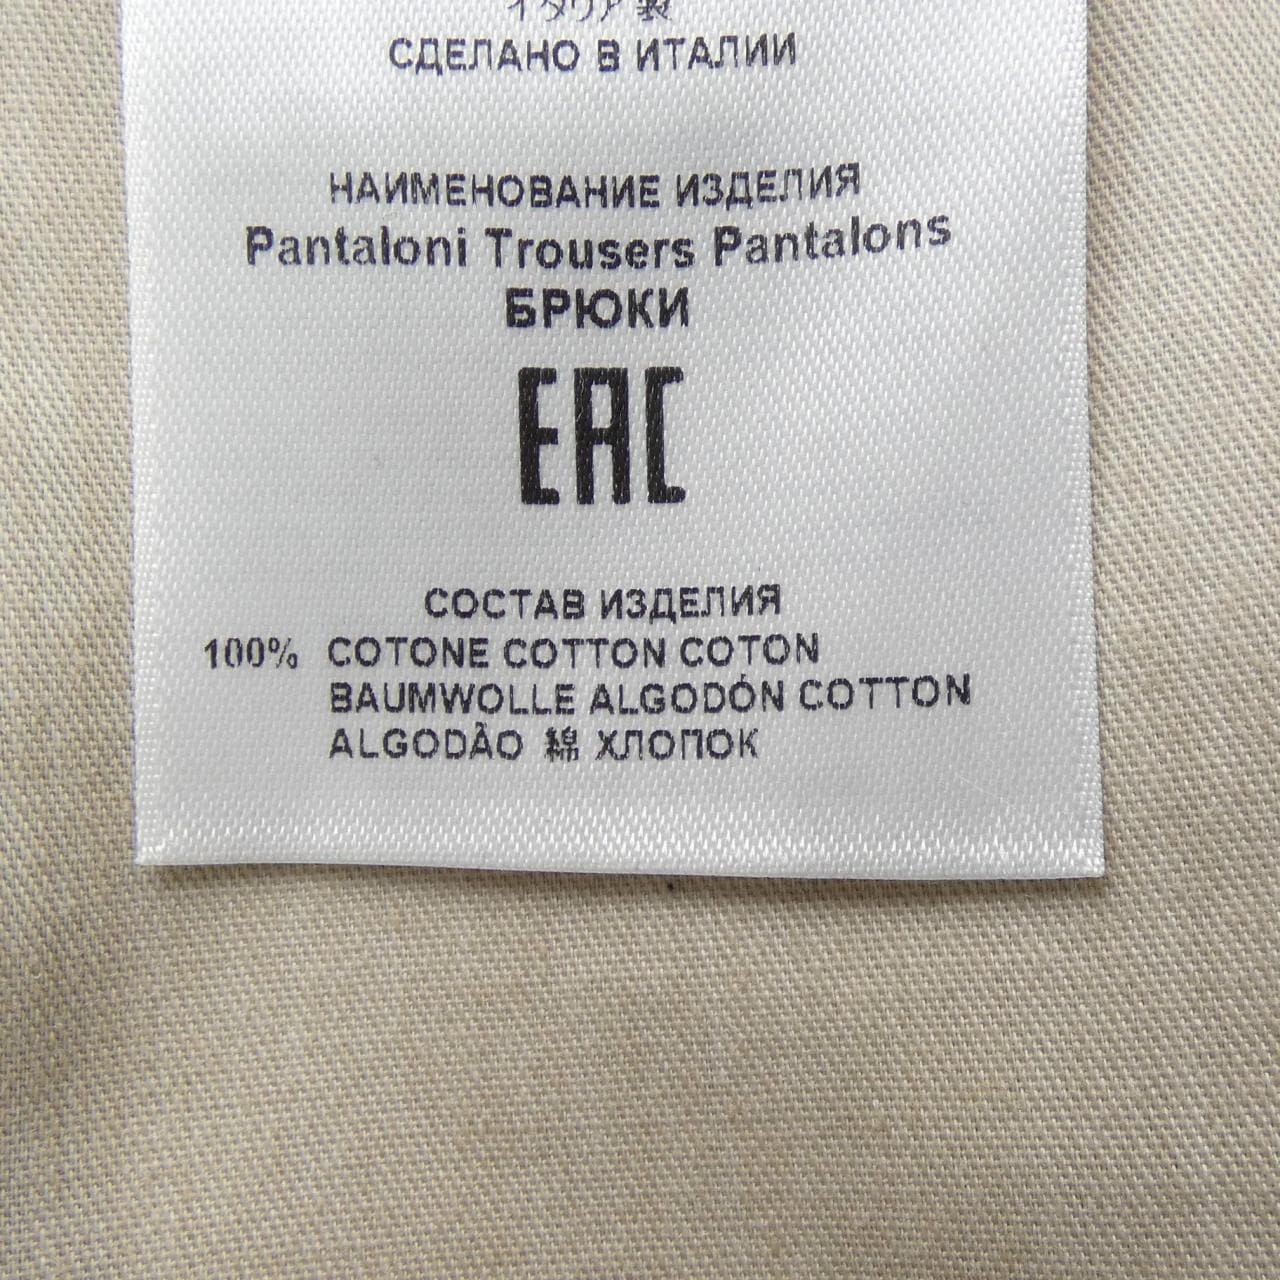 イタリア製
СДЕЛАНО В ИТАЛИИ
НАИМЕНОВАНИЕ ИЗДЕЛИЯ
Pantaloni Trousers Pantalons
БРЮКИ
EAC
СОСТАВ ИЗДЕЛИЯ
100% COTONE COTTON COTON
BAUMWOLLE ALGODÓN COTTON
ALGODÃO 綿 ХЛОПОК